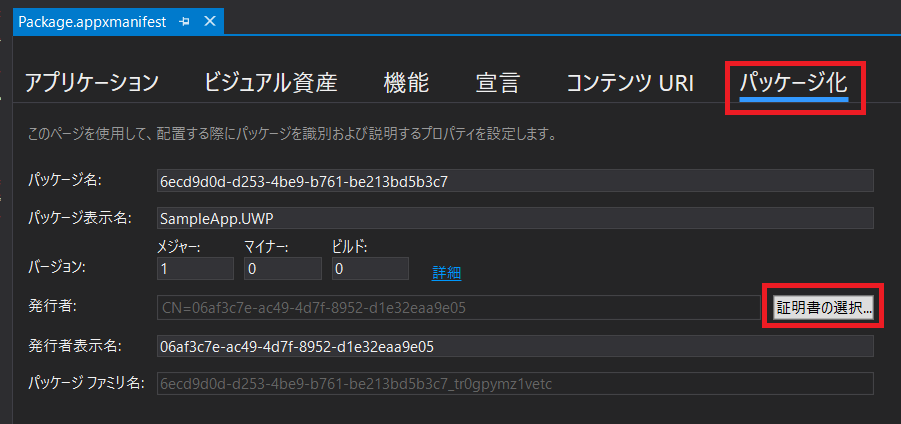 Package.appxmanifest
アプリケーション ビジュアル資産 機能 宣言 コンテンツ URI パッケージ化
このページを使用して、配置する際にパッケージを識別および説明するプロパティを設定します。
パッケージ名: 6ecd9d0d-d253-4be9-b761-be213bd5b3c7
パッケージ表示名: SampleApp.UWP
メジャー: マイナー: ビルド:
バージョン: 1 0 0 詳細
発行者: CN=06af3c7e-ac49-4d7f-8952-d1e32eaa9e05 証明書の選択...
発行者表示名: 06af3c7e-ac49-4d7f-8952-d1e32eaa9e05
パッケージ ファミリ名: 6ecd9d0d-d253-4be9-b761-be213bd5b3c7_tr0gpymz1vetc